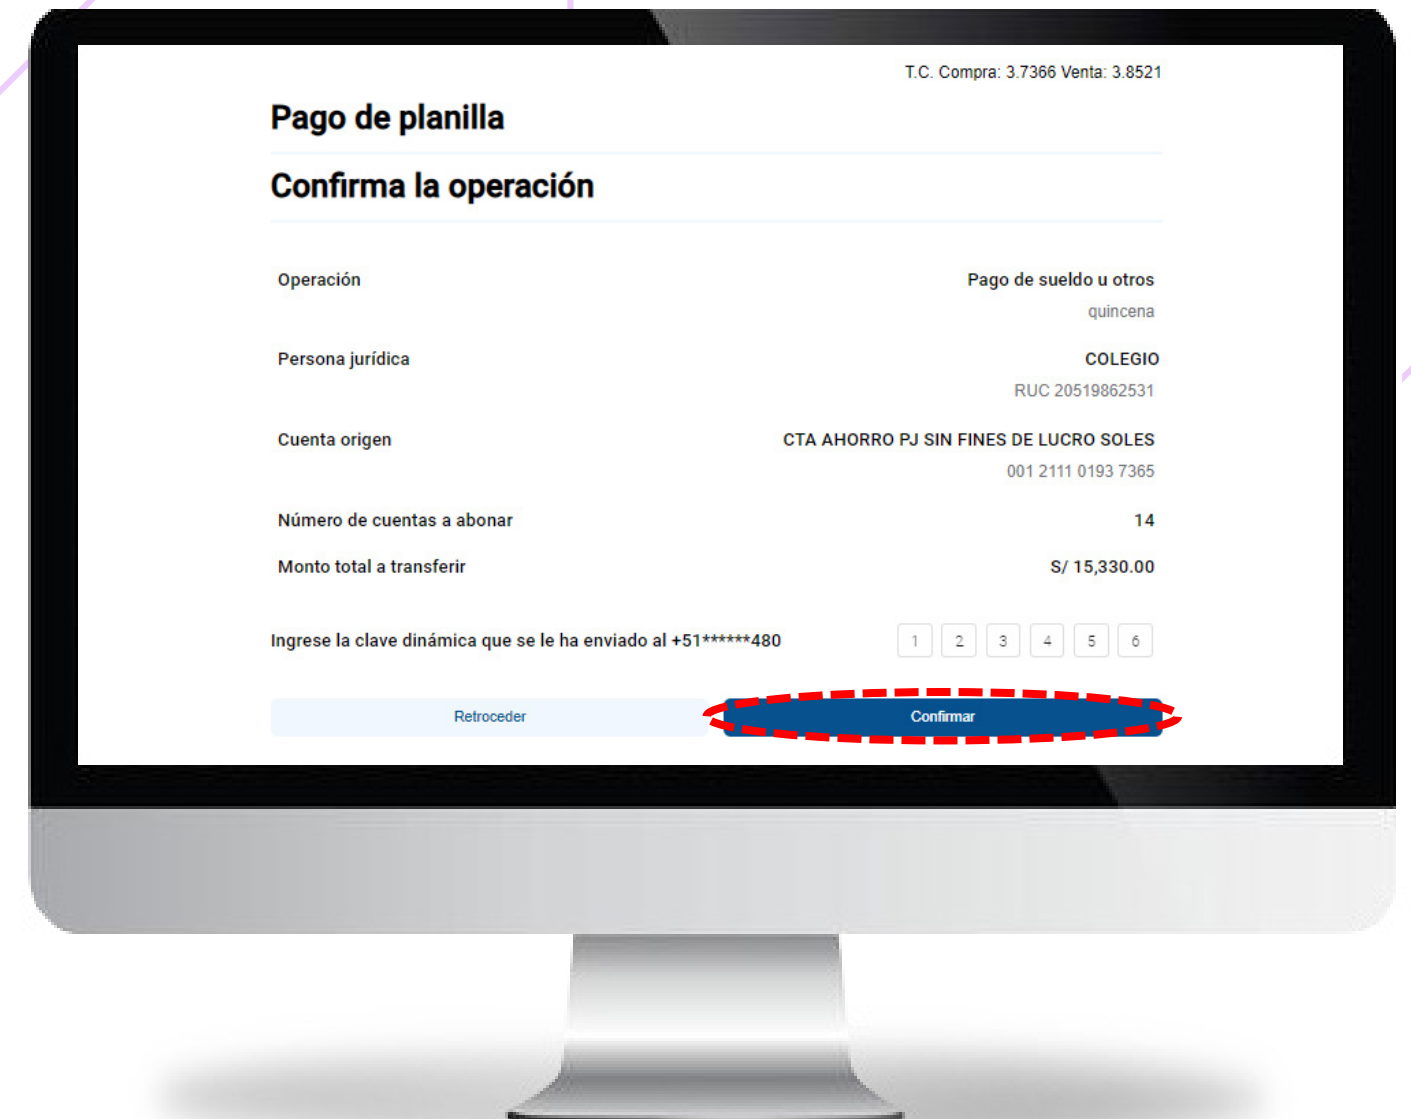 T.C. Compra: 3.7366 Venta: 3.8521
Pago de planilla
Confirma la operación
Operación
Pago de sueldo u otros
quincena
Persona jurídica
COLEGIO
RUC 20519862531
Cuenta origen
CTA AHORRO PJ SIN FINES DE LUCRO SOLES
001 2111 0193 7365
Número de cuentas a abonar
14
Monto total a transferir
S/ 15,330.00
Ingrese la clave dinámica que se le ha enviado al +51******480
1 2 3 4 5 6
Retroceder
Confirmar